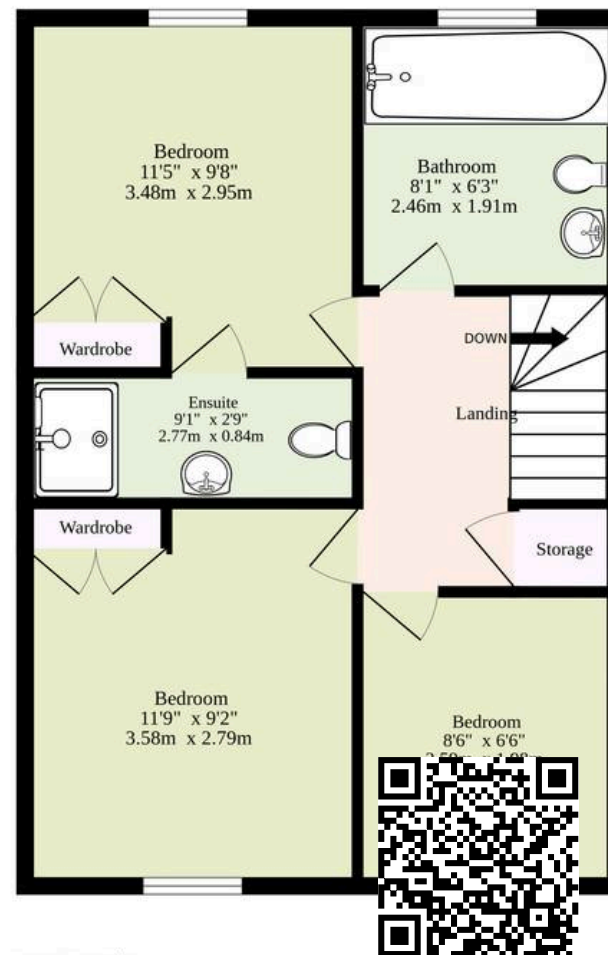 Bedroom
11'5" x 9'8"
3.48m x 2.95m
Bathroom
8'1" x 6'3"
2.46m x 1.91m
Wardrobe
DOWN
Ensuite
9'1" x 2'9"
2.77m x 0.84m
Landing
Wardrobe
Storage
Bedroom
11'9" x 9'2"
3.58m x 2.79m
Bedroom
8'6" x 6'6"